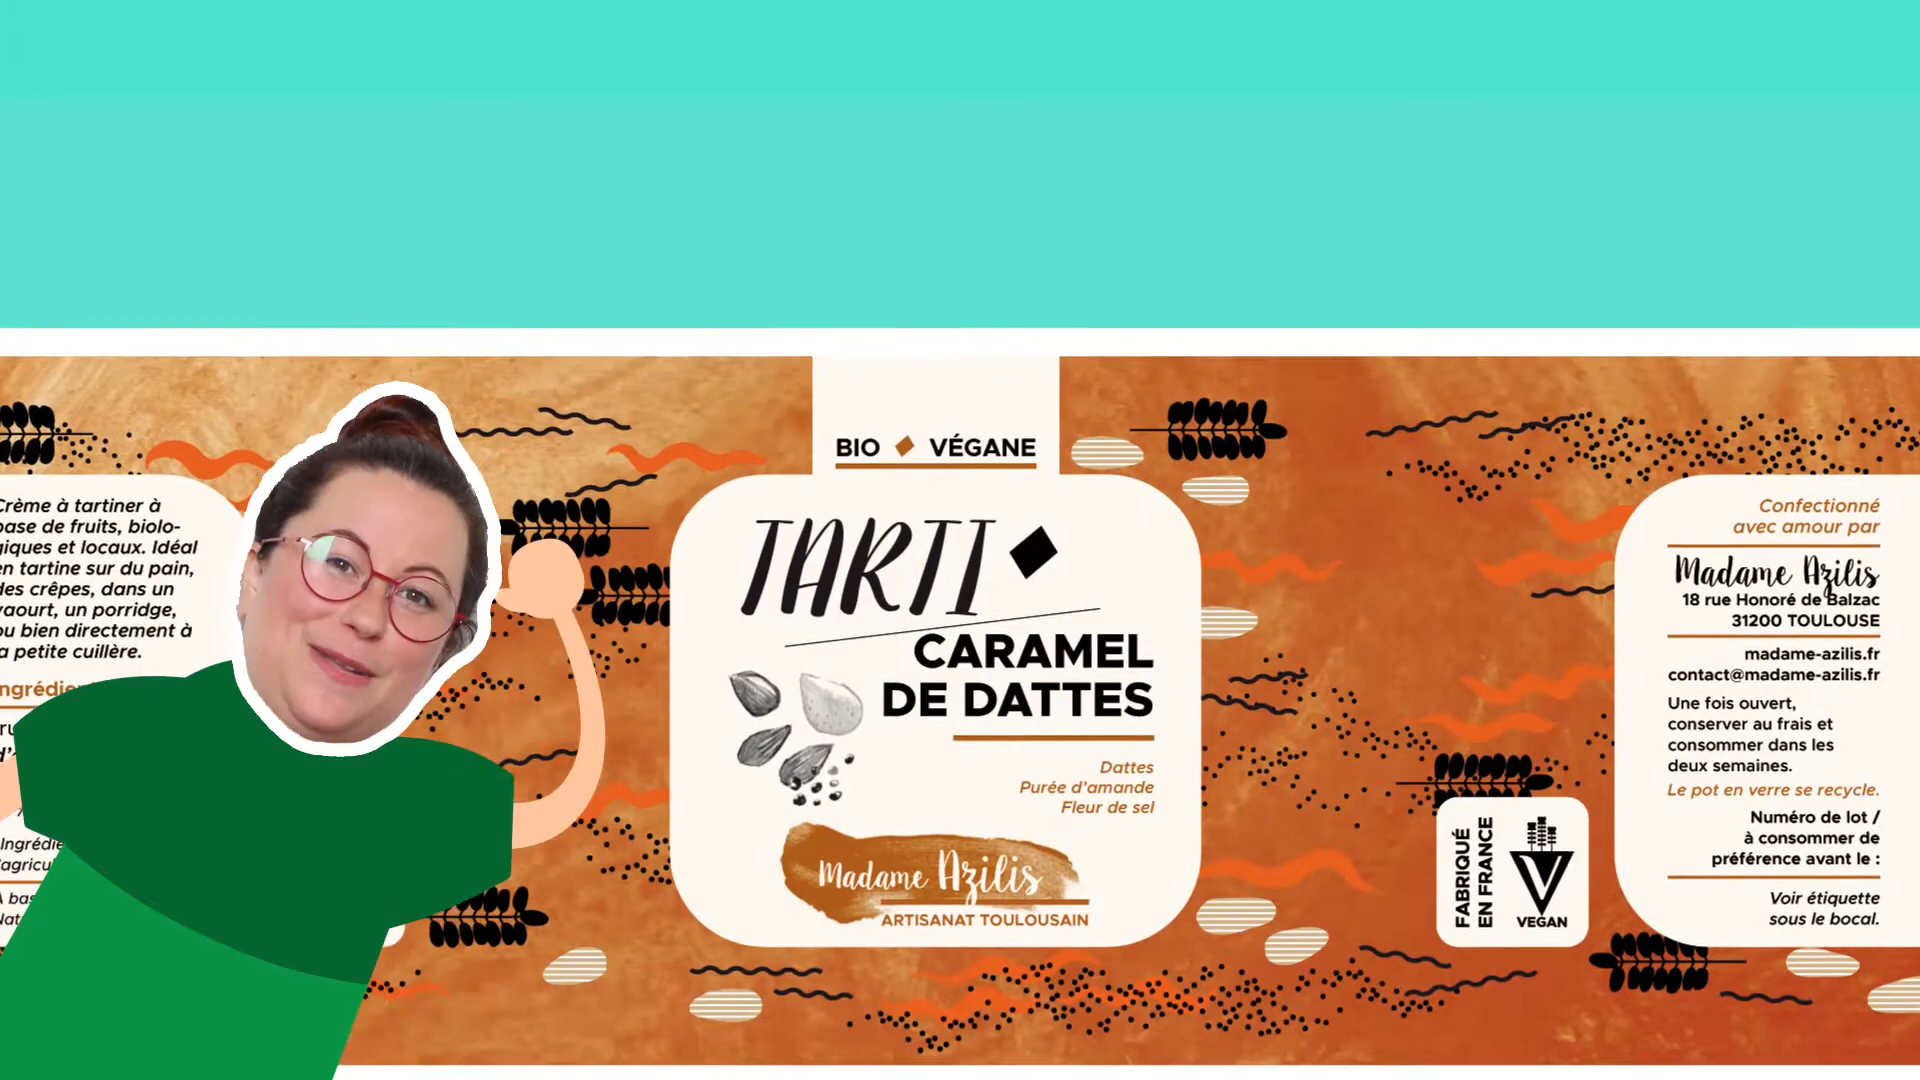 Crème à tartiner à
base de fruits, biolo-
giques et locaux. Idéal
en tartine sur du pain,
des crêpes, dans un
yaourt, un porridge,
ou bien directement à
la petite cuillère.
BIO VÉGANE
TARTI
CARAMEL
DE DATTES
Dattes
Purée d'amande
Fleur de sel
Madame Azilis
ARTISANAT TOULOUSAIN
FABRIQUÉ
EN FRANCE
VEGAN
Confectionné
avec amour par
Madame Azilis
18 rue Honoré de Balzac
31200 TOULOUSE
madame-azilis.fr
contact@madame-azilis.fr
Une fois ouvert,
conserver au frais et
consommer dans les
deux semaines.
Le pot en verre se recycle.
Numéro de lot /
à consommer de
préférence avant le :
Voir étiquette
sous le bocal.